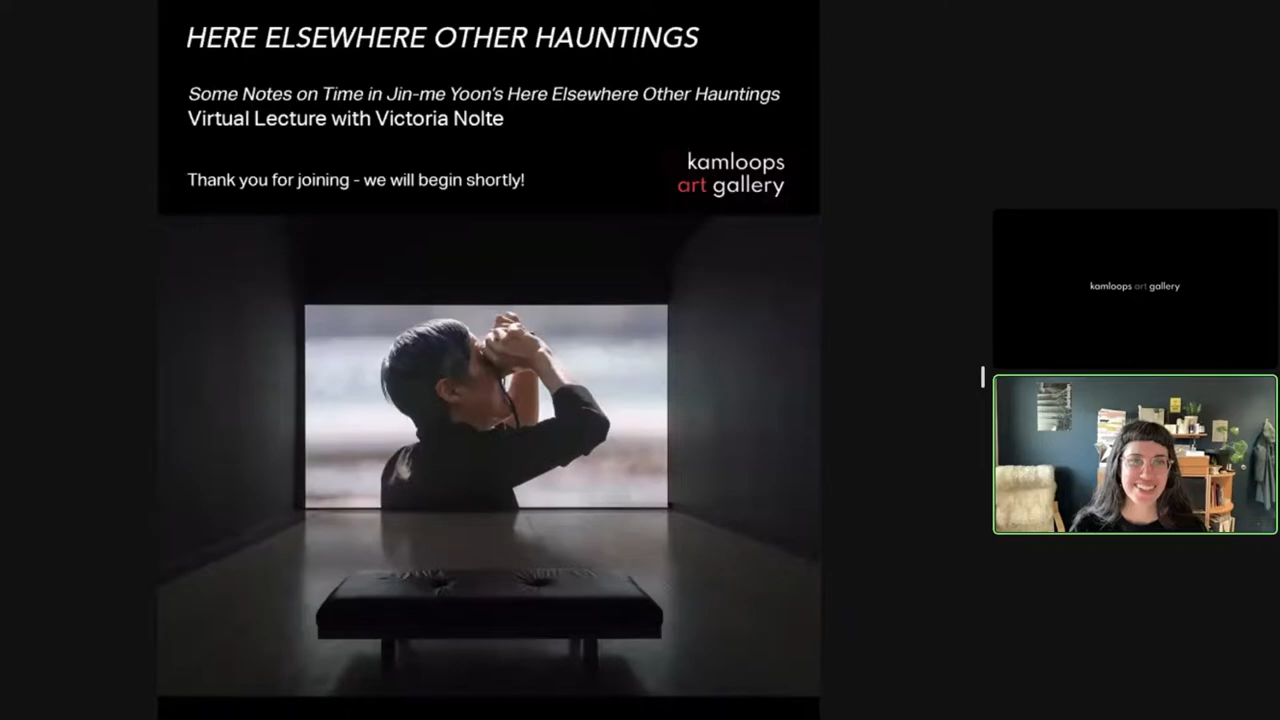 HERE ELSEWHERE OTHER HAUNTINGS
Some Notes on Time in Jin-me Yoon's Here Elsewhere Other Hauntings
Virtual Lecture with Victoria Nolte
Thank you for joining - we will begin shortly!
kamloops
art gallery
kamloops art gallery